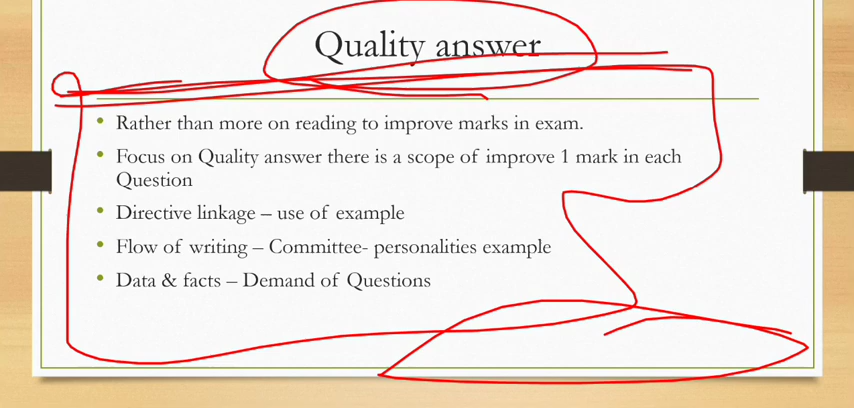 Quality answer
• Rather than more on reading to improve marks in exam.
• Focus on Quality answer there is a scope of improve 1 mark in each
Question
• Directive linkage – use of example
• Flow of writing – Committee- personalities example
• Data & facts – Demand of Questions